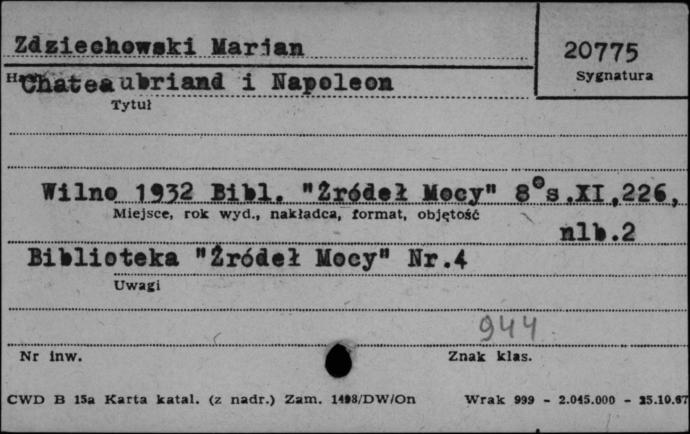 Zdziechowski Marjan
20775
Sygnatura
Chateaubriand i Napoleon
Tytuł
Wilno 1932 Bibl. "Źródeł Mocy" 8° s.XI,226,
Miejsce, rok wyd., nakładca, format, objętość
nlb.2
Biblioteka "Źródeł Mocy" Nr.4
Uwagi
944
Nr inw.
Znak klas.
CWD B 15a Karta katal. (z nadr.) Zam. 1498/DW/On
Wrak 999 - 2.045.000 - 25.10.67